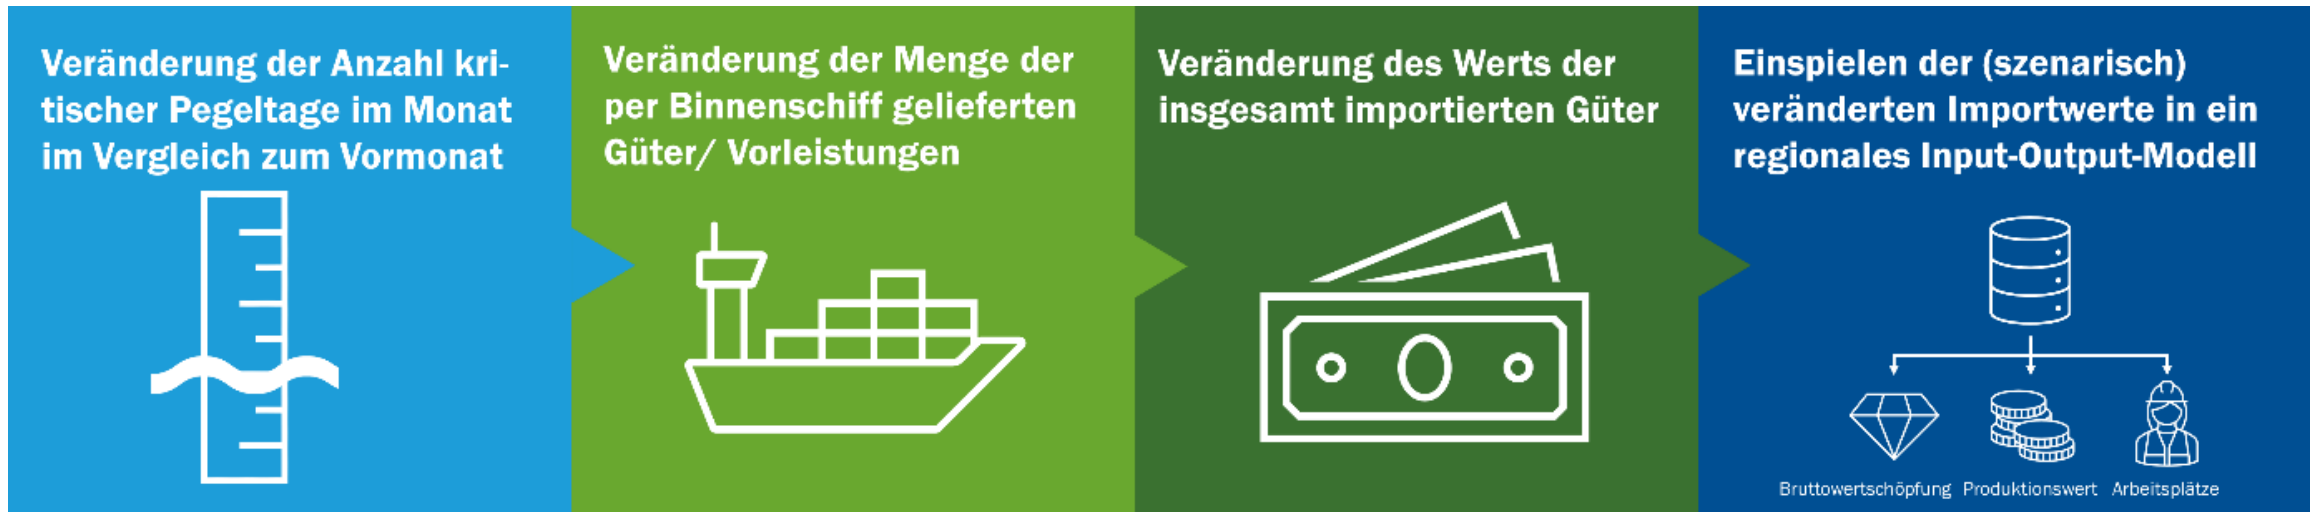 Veränderung der Anzahl kri-
tischer Pegeltage im Monat
im Vergleich zum Vormonat
Veränderung der Menge der
per Binnenschiff gelieferten
Güter/ Vorleistungen
Veränderung des Werts der
insgesamt importierten Güter
Einspielen der (szenarisch)
veränderten Importwerte in ein
regionales Input-Output-Modell
Bruttowertschöpfung
Produktionswert
Arbeitsplätze